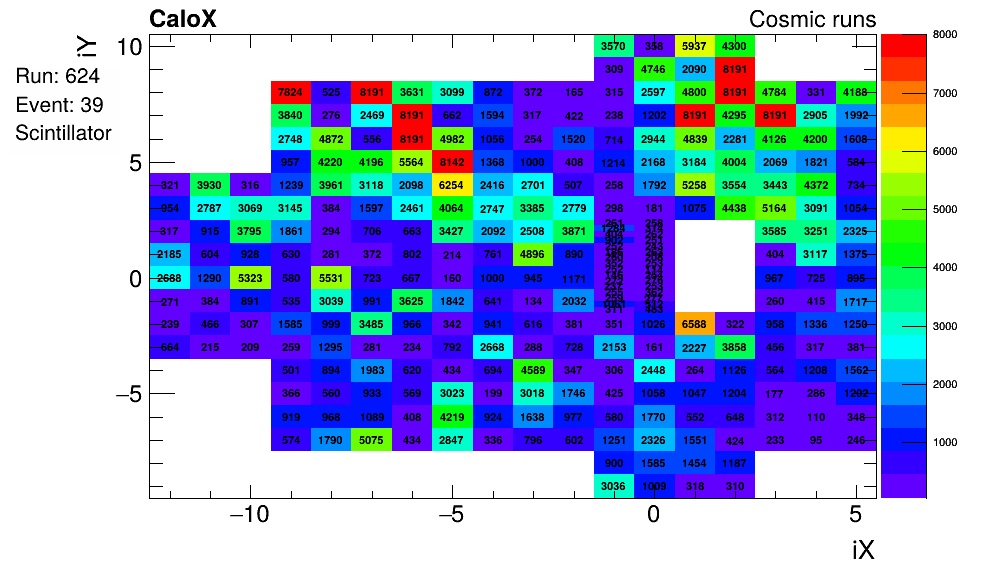 CaloX Cosmic runs
iY
Run: 624
Event: 39
Scintillator
10 3570 358 5937 4300 8000
309 4746 2090 8191
7824 525 8191 3631 3099 872 372 165 315 2597 4800 8191 4784 331 4188
3840 276 2469 8191 662 1594 317 422 238 1202 8191 4295 8191 2905 1992 7000
2748 4872 556 8191 4982 1056 254 1520 714 2944 4839 2281 4126 4200 1608
5 957 4220 4196 5564 8142 1368 1000 408 1214 2168 3184 4004 2069 1821 564 6000
321 3930 316 1239 3961 3118 2098 6254 2416 2701 507 258 1792 5258 3554 3443 4372 734
954 2787 3069 3145 384 1597 2461 4064 2747 3385 2779 298 181 1075 4438 5164 3091 1054 5000
317 915 3795 1861 294 706 663 3427 2092 2508 3871 3585 3251 2325
2185 604 928 630 281 372 802 214 761 4896 890 404 3117 1375 4000
0 2688 1290 5323 580 5531 723 667 160 1000 945 1171 967 725 895
271 384 891 535 3039 991 3625 1842 641 134 2032 311 483 260 415 1717 3000
239 466 307 1585 999 3485 966 342 941 616 381 351 1026 6588 322 958 1336 1250
664 215 209 259 1295 281 234 792 2668 288 728 2153 161 2227 3858 456 317 381
501 894 1983 620 434 694 4589 347 306 2448 264 1126 564 1206 1562 2000
−5 366 560 933 569 3023 199 3018 1746 425 1058 1047 1204 177 286 1202
919 968 1089 408 4219 924 1638 977 580 1770 552 648 312 110 348 1000
574 1790 5075 434 2847 336 796 602 1251 2326 1551 424 233 95 246
900 1585 1454 1187
3036 1009 318 310
−10 −5 0 5
iX